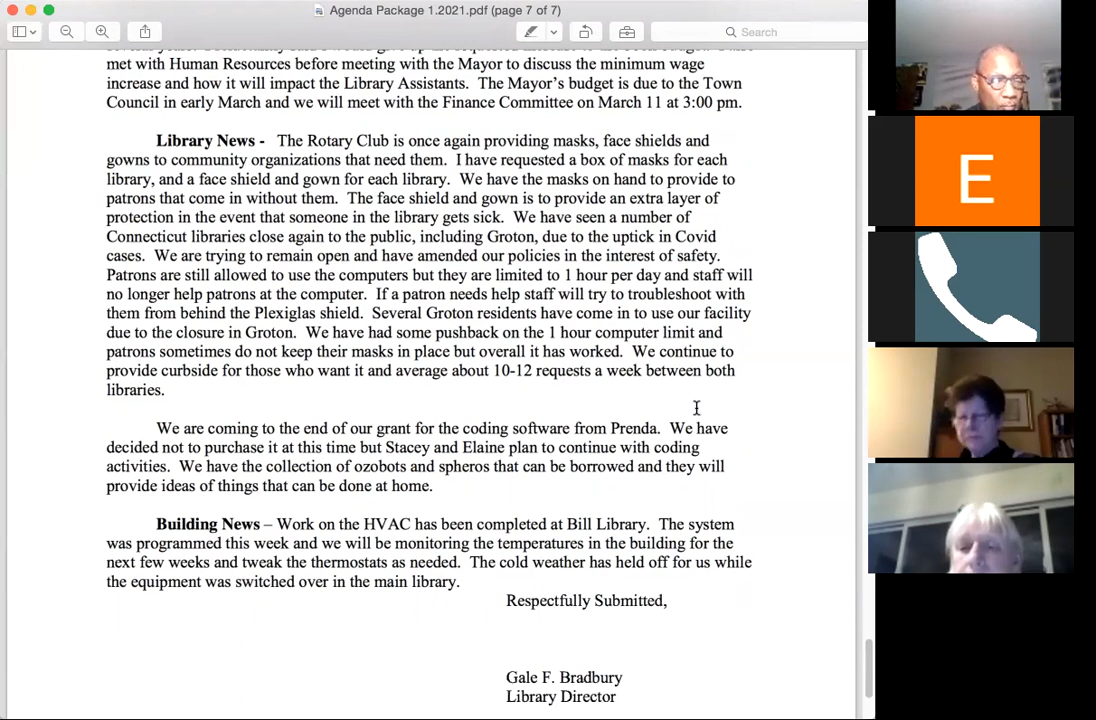 Agenda Package 1.2021.pdf (page 7 of 7)
Search
met with Human Resources before meeting with the Mayor to discuss the minimum wage
increase and how it will impact the Library Assistants. The Mayor's budget is due to the Town
Council in early March and we will meet with the Finance Committee on March 11 at 3:00 pm.
Library News - The Rotary Club is once again providing masks, face shields and
gowns to community organizations that need them. I have requested a box of masks for each
library, and a face shield and gown for each library. We have the masks on hand to provide to
patrons that come in without them. The face shield and gown is to provide an extra layer of
protection in the event that someone in the library gets sick. We have seen a number of
Connecticut libraries close again to the public, including Groton, due to the uptick in Covid
cases. We are trying to remain open and have amended our policies in the interest of safety.
Patrons are still allowed to use the computers but they are limited to 1 hour per day and staff will
no longer help patrons at the computer. If a patron needs help staff will try to troubleshoot with
them from behind the Plexiglas shield. Several Groton residents have come in to use our facility
due to the closure in Groton. We have had some pushback on the 1 hour computer limit and
patrons sometimes do not keep their masks in place but overall it has worked. We continue to
provide curbside for those who want it and average about 10-12 requests a week between both
libraries.
We are coming to the end of our grant for the coding software from Prenda. We have
decided not to purchase it at this time but Stacey and Elaine plan to continue with coding
activities. We have the collection of ozobots and spheros that can be borrowed and they will
provide ideas of things that can be done at home.
Building News – Work on the HVAC has been completed at Bill Library. The system
was programmed this week and we will be monitoring the temperatures in the building for the
next few weeks and tweak the thermostats as needed. The cold weather has held off for us while
the equipment was switched over in the main library.
Respectfully Submitted,
Gale F. Bradbury
Library Director
E